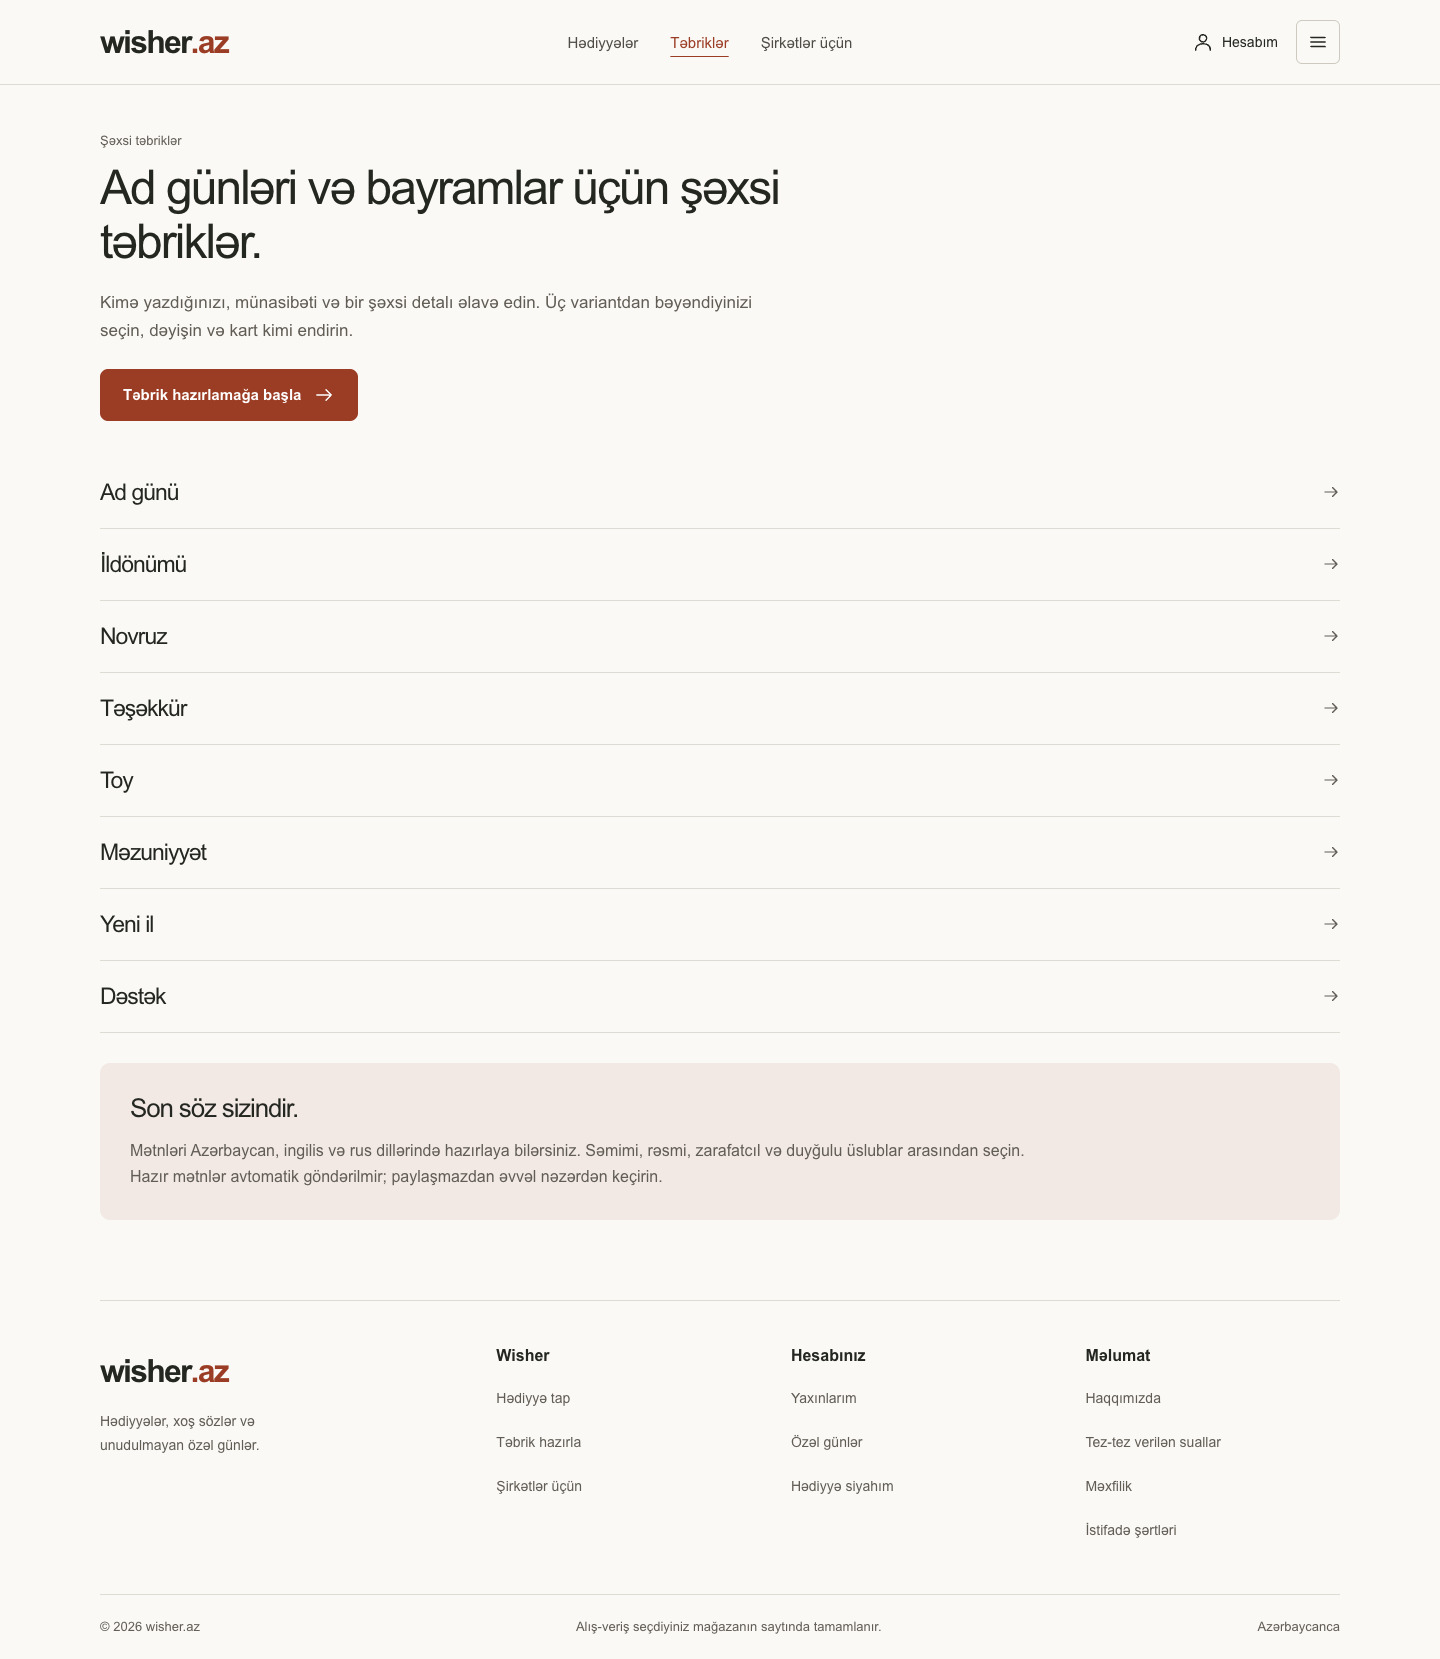 wisher.az
Hədiyyələr
Təbriklər
Şirkətlər üçün
Hesabım
Şəxsi təbriklər
Ad günləri və bayramlar üçün şəxsi
təbriklər.
Kimə yazdığınızı, münasibəti və bir şəxsi detalı əlavə edin. Üç variantdan bəyəndiyinizi
seçin, dəyişin və kart kimi endirin.
Təbrik hazırlamağa başla
Ad günü
İldönümü
Novruz
Təşəkkür
Toy
Məzuniyyət
Yeni il
Dəstək
Son söz sizindir.
Mətnləri Azərbaycan, ingilis və rus dillərində hazırlaya bilərsiniz. Səmimi, rəsmi, zarafatcıl və duyğulu üslublar arasından seçin.
Hazır mətnlər avtomatik göndərilmir; paylaşmazdan əvvəl nəzərdən keçirin.
wisher.az
Hədiyyələr, xoş sözlər və
unudulmayan özəl günlər.
Wisher
Hədiyyə tap
Təbrik hazırla
Şirkətlər üçün
Hesabınız
Yaxınlarım
Özəl günlər
Hədiyyə siyahım
Məlumat
Haqqımızda
Tez-tez verilən suallar
Məxfilik
İstifadə şərtləri
© 2026 wisher.az
Alış-veriş seçdiyiniz mağazanın saytında tamamlanır.
Azərbaycanca